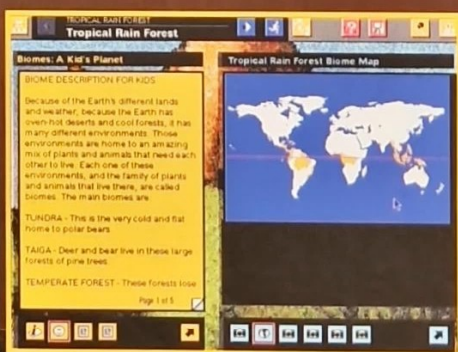 TROPICAL RAIN FOREST
Tropical Rain Forest
Biomes: A Kid's Planet
BIOME DESCRIPTION FOR KIDS
Because of the Earth's different lands
and weather, because the Earth has
oven-hot deserts and cool forests, it has
many different environments. Those
environments are home to an amazing
mix of plants and animals that need each
other to live. Each one of these
environments, and the family of plants
and animals that live there, are called
biomes. The main biomes are
TUNDRA - This is the very cold and flat
home to polar bears
TAIGA - Deer and bear live in these large
forests of pine trees.
TEMPERATE FOREST - These forests lose
Page 1 of 5
Tropical Rain Forest Biome Map